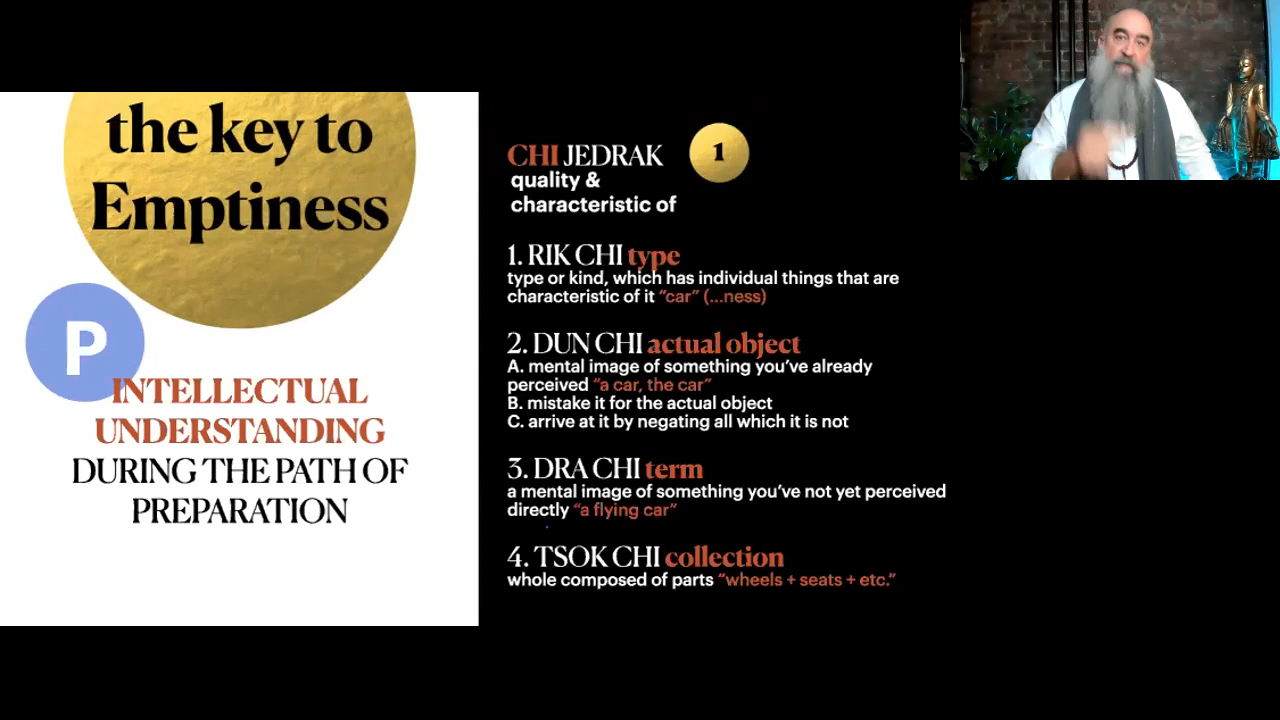 the key to
Emptiness
P
INTELLECTUAL
UNDERSTANDING
DURING THE PATH OF
PREPARATION
CHI JEDRAK
1
quality &
characteristic of
1. RIK CHI type
type or kind, which has individual things that are
characteristic of it “car” (...ness)
2. DUN CHI actual object
A. mental image of something you’ve already
perceived “a car, the car”
B. mistake it for the actual object
C. arrive at it by negating all which it is not
3. DRA CHI term
a mental image of something you’ve not yet perceived
directly “a flying car”
4. TSOK CHI collection
whole composed of parts “wheels + seats + etc.”